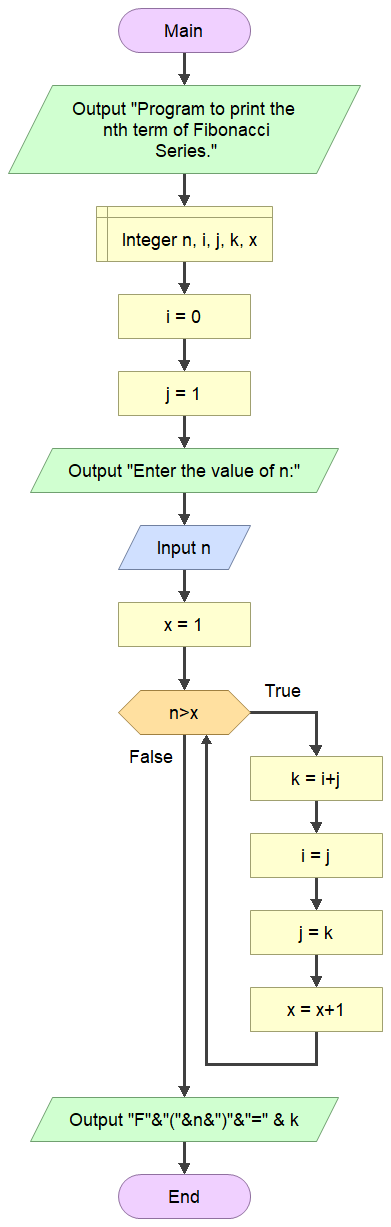 Main
Output "Program to print the
nth term of Fibonacci
Series."
Integer n, i, j, k, x
i = 0
j = 1
Output "Enter the value of n:"
Input n
x = 1
n>x
True
False
k = i+j
i = j
j = k
x = x+1
Output "F"&"("&n&")"&"=" & k
End